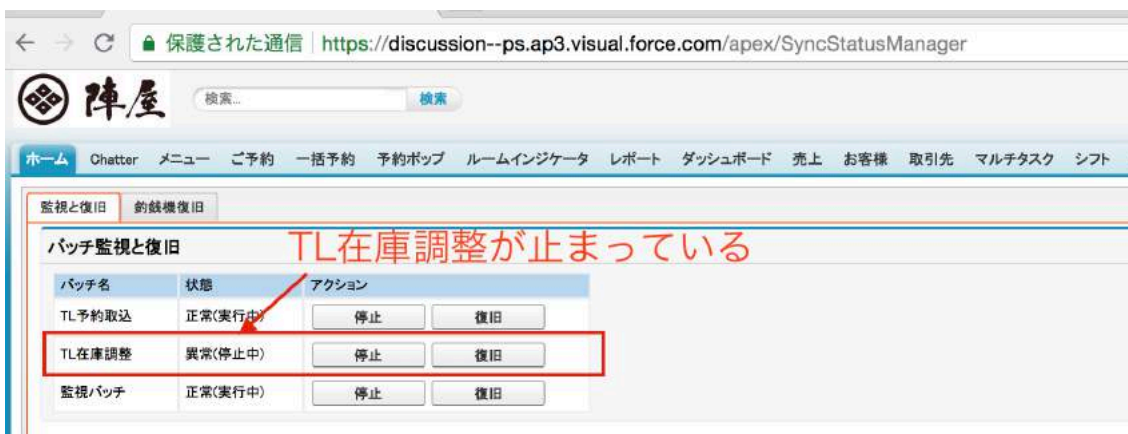 保護された通信 https://discussion--ps.ap3.visual.force.com/apex/SyncStatusManager
陣屋 検索... 検索
ホーム Chatter メニュー ご予約 一括予約 予約ポップ ルームインジケータ レポート ダッシュボード 売上 お客様 取引先 マルチタスク シフト
監視と復旧 釣銭機復旧
バッチ監視と復旧 TL在庫調整が止まっている
バッチ名 状態 アクション
TL予約取込 正常(実行中) 停止 復旧
TL在庫調整 異常(停止中) 停止 復旧
監視バッチ 正常(実行中) 停止 復旧